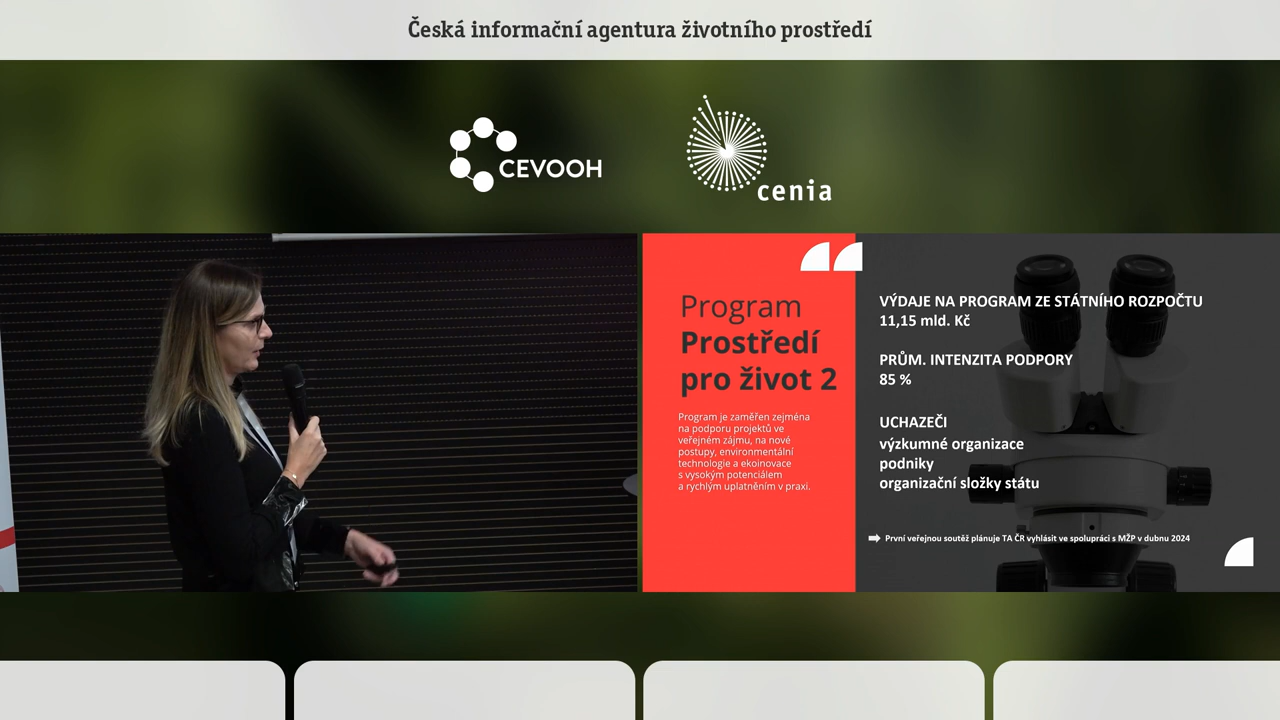 Česká informační agentura životního prostředí
CEVOOH
cenia
Program
Prostředí
pro život 2
Program je zaměřen zejména
na podporu projektů ve
veřejném zájmu, na nové
postupy, environmentální
technologie a ekoinovace
s vysokým potenciálem
a rychlým uplatněním v praxi.
VÝDAJE NA PROGRAM ZE STÁTNÍHO ROZPOČTU
11,15 mld. Kč
PRŮM. INTENZITA PODPORY
85 %
UCHAZEČI
výzkumné organizace
podniky
organizační složky státu
První veřejnou soutěž plánuje TA ČR vyhlásit ve spolupráci s MŽP v dubnu 2024